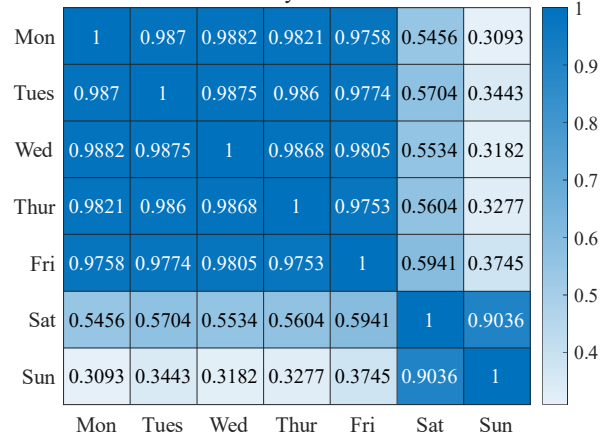 1
Mon 1 0.987 0.9882 0.9821 0.9758 0.5456 0.3093
0.9
Tues 0.987 1 0.9875 0.986 0.9774 0.5704 0.3443
0.8
Wed 0.9882 0.9875 1 0.9868 0.9805 0.5534 0.3182
0.7
Thur 0.9821 0.986 0.9868 1 0.9753 0.5604 0.3277
0.6
Fri 0.9758 0.9774 0.9805 0.9753 1 0.5941 0.3745
0.5
Sat 0.5456 0.5704 0.5534 0.5604 0.5941 1 0.9036
0.4
Sun 0.3093 0.3443 0.3182 0.3277 0.3745 0.9036 1
Mon Tues Wed Thur Fri Sat Sun